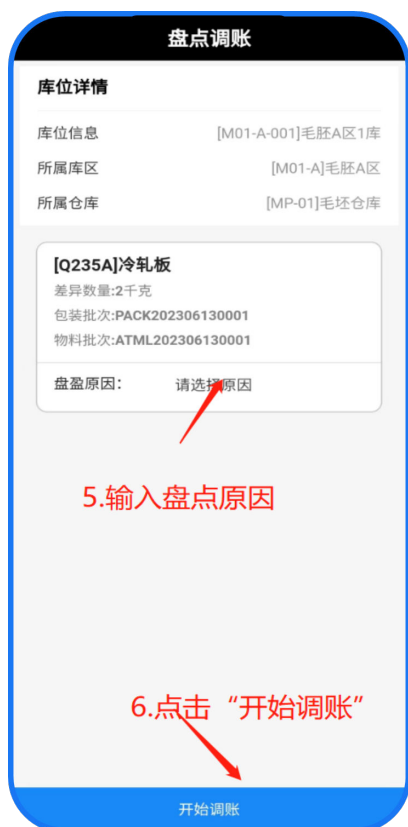 盘点调账
库位详情
库位信息 [M01-A-001]毛胚A区1库
所属库区 [M01-A]毛胚A区
所属仓库 [MP-01]毛坯仓库
[Q235A]冷轧板
差异数量:2千克
包装批次:PACK202306130001
物料批次:ATML202306130001
盘盈原因: 请选择原因
5.输入盘点原因
6.点击“开始调账”
开始调账